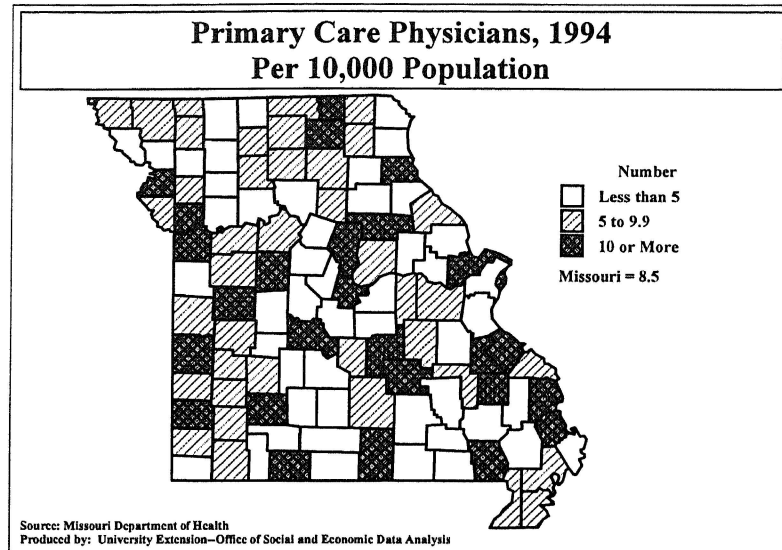 Primary Care Physicians, 1994
Per 10,000 Population
Number
Less than 5
5 to 9.9
10 or More
Missouri = 8.5
Source: Missouri Department of Health
Produced by: University Extension--Office of Social and Economic Data Analysis